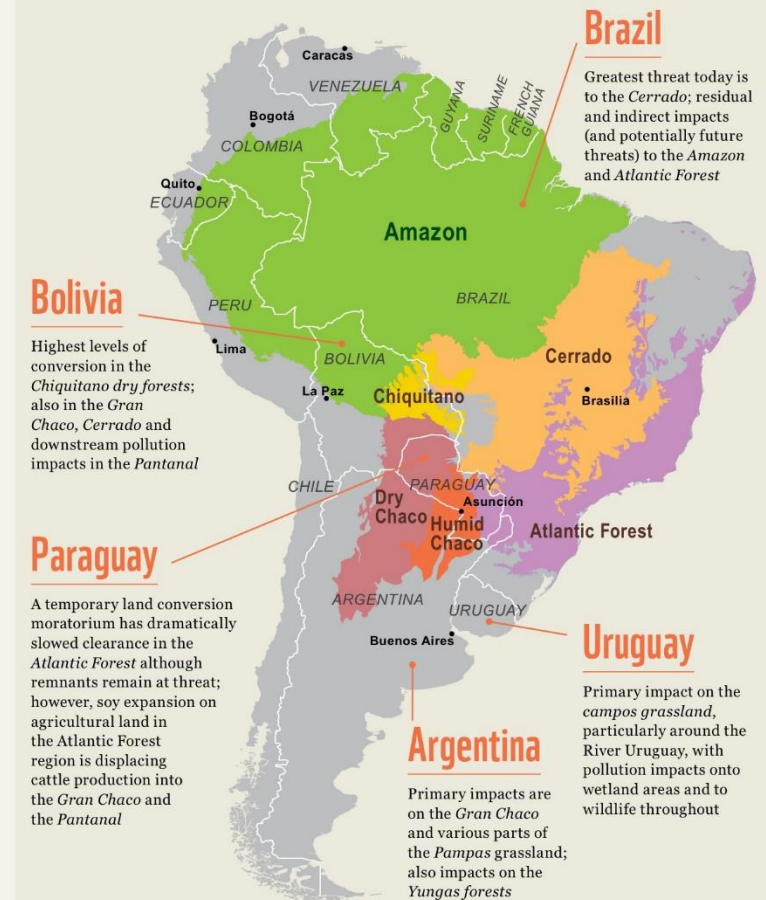 Brazil
Greatest threat today is
to the Cerrado; residual
and indirect impacts
(and potentially future
threats) to the Amazon
and Atlantic Forest
Caracas
VENEZUELA
GUYANA
SURINAME
FRENCH
GUIANA
Bogotá
COLOMBIA
Quito
ECUADOR
Amazon
BRAZIL
PERU
Lima
BOLIVIA
La Paz
Chiquitano
Cerrado
Brasilia
CHILE
PARAGUAY
Asunción
Dry
Chaco
Humid
Chaco
Atlantic Forest
ARGENTINA
URUGUAY
Buenos Aires
Bolivia
Highest levels of
conversion in the
Chiquitano dry forests;
also in the Gran
Chaco, Cerrado and
downstream pollution
impacts in the Pantanal
Paraguay
A temporary land conversion
moratorium has dramatically
slowed clearance in the
Atlantic Forest although
remnants remain at threat;
however, soy expansion on
agricultural land in
the Atlantic Forest
region is displacing
cattle production into
the Gran Chaco and
the Pantanal
Argentina
Primary impacts are
on the Gran Chaco
and various parts of
the Pampas grassland;
also impacts on the
Yungas forests
Uruguay
Primary impact on the
campos grassland,
particularly around the
River Uruguay, with
pollution impacts onto
wetland areas and to
wildlife throughout